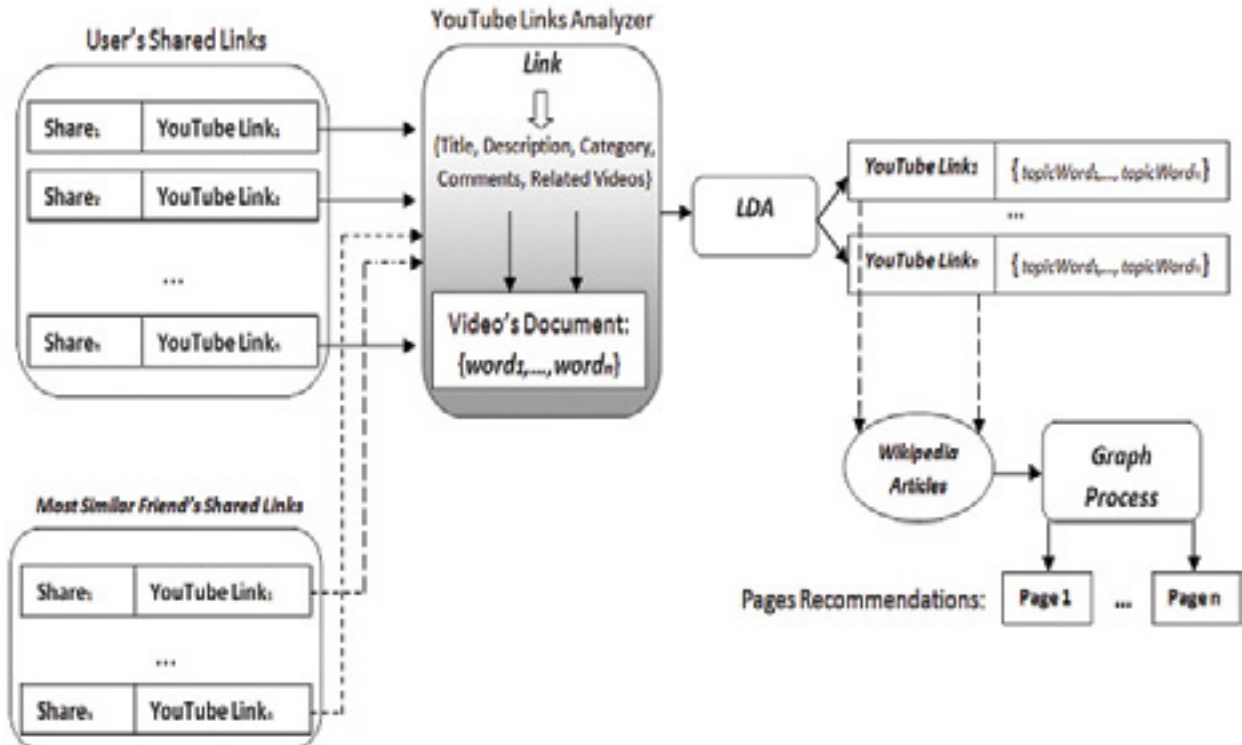 YouTube Links Analyzer
User's Shared Links
Link
Share₁ YouTube Link₁
{Title, Description, Category,
Comments, Related Videos}
Share₂ YouTube Link₂
...
Shareₙ YouTube Linkₙ
Video's Document:
{word₁,...,wordₙ}
LDA
YouTube Link₁ {topicWord₁,..., topicWordₙ}
...
YouTube Linkₙ {topicWord₁,..., topicWordₙ}
Wikipedia
Articles
Graph
Process
Most Similar Friend's Shared Links
Share₁ YouTube Link₁
...
Shareₙ YouTube Linkₙ
Pages Recommendations: Page 1 ... Page n